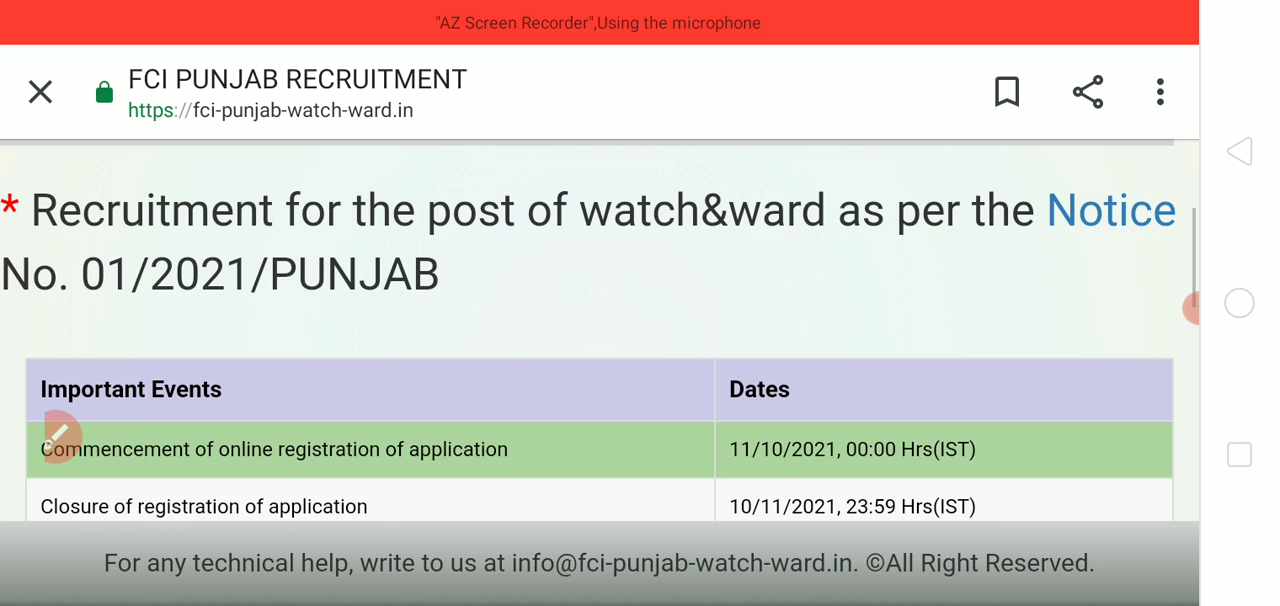 "AZ Screen Recorder",Using the microphone
FCI PUNJAB RECRUITMENT
https://fci-punjab-watch-ward.in
* Recruitment for the post of watch&ward as per the Notice
No. 01/2021/PUNJAB
Important Events Dates
Commencement of online registration of application 11/10/2021, 00:00 Hrs(IST)
Closure of registration of application 10/11/2021, 23:59 Hrs(IST)
For any technical help, write to us at info@fci-punjab-watch-ward.in. ©All Right Reserved.